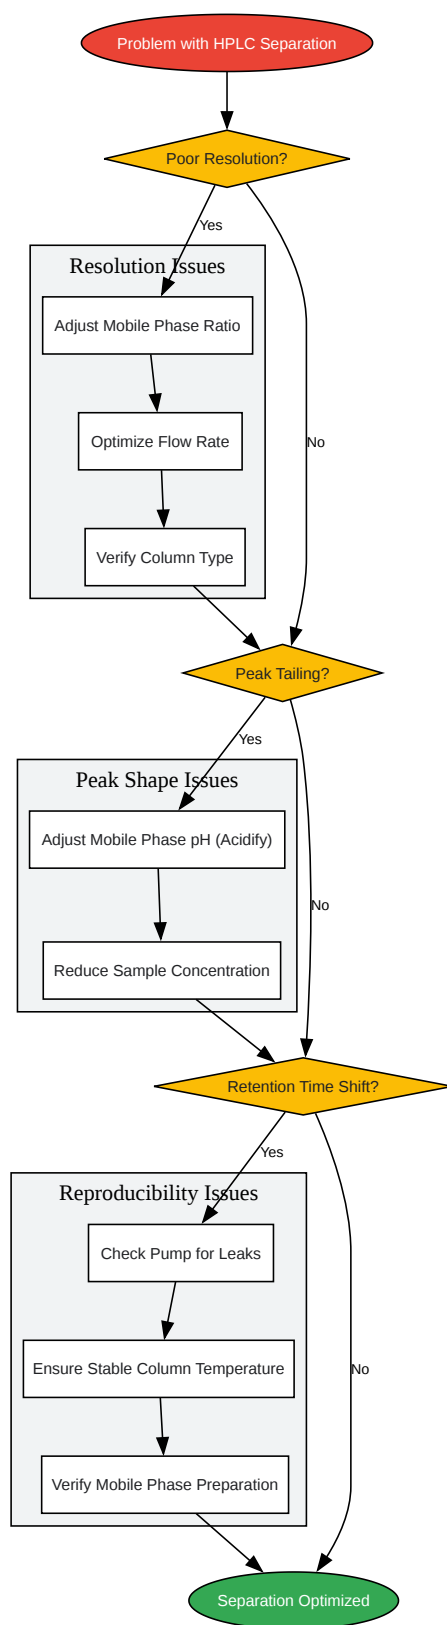 Problem with HPLC Separation
Poor Resolution?
Yes
Resolution Issues
Adjust Mobile Phase Ratio
Optimize Flow Rate
No
Verify Column Type
Peak Tailing?
Yes
Peak Shape Issues
Adjust Mobile Phase pH (Acidify)
No
Reduce Sample Concentration
Retention Time Shift?
Yes
Reproducibility Issues
Check Pump for Leaks
Ensure Stable Column Temperature
No
Verify Mobile Phase Preparation
Separation Optimized